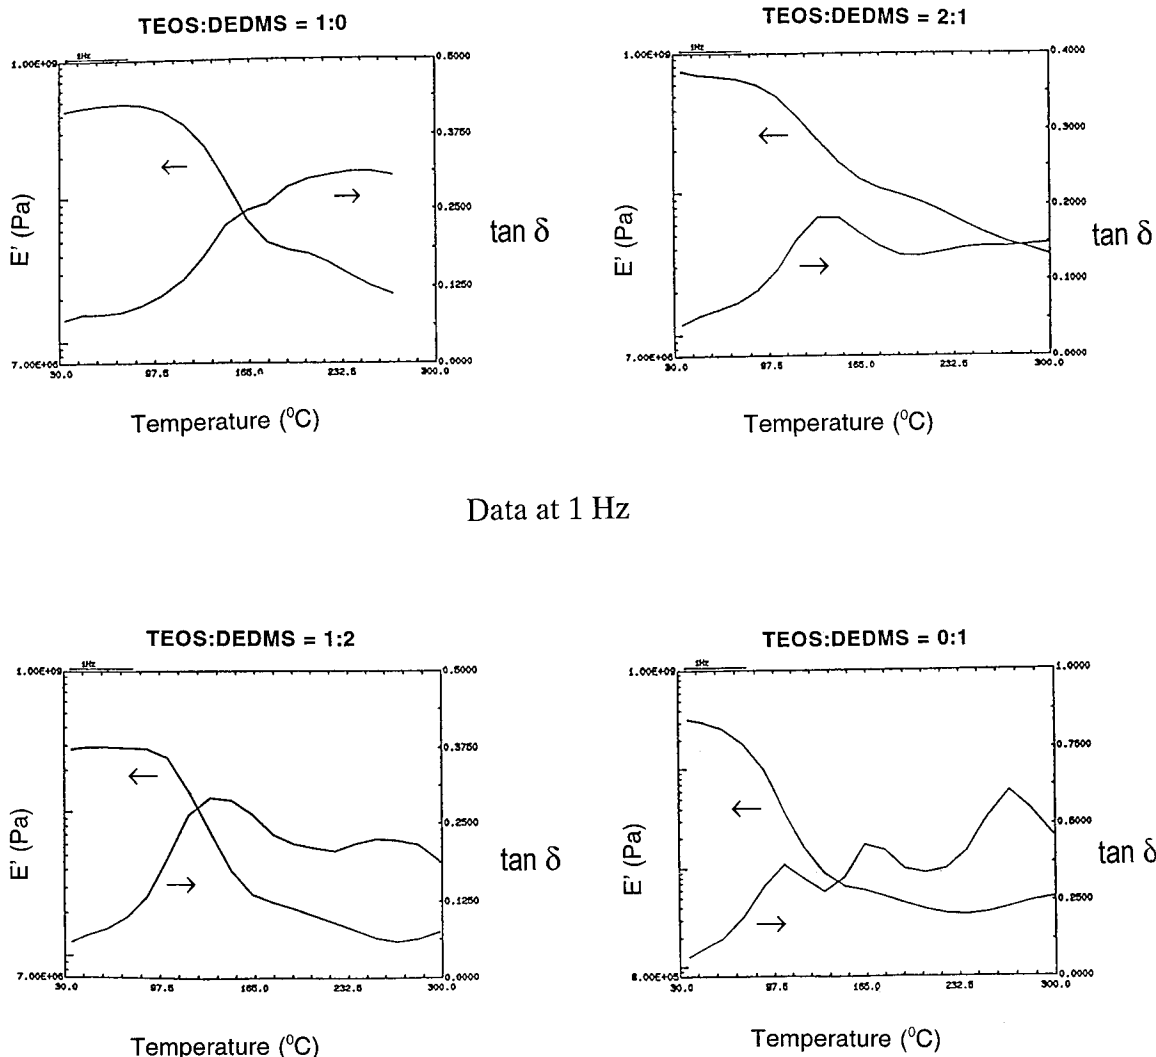 TEOS:DEDMS = 1:0
1Hz
1.00E+09
0.5000
0.3750
0.2500
0.1250
0.0000
E' (Pa)
tan δ
7.00E+06
30.0 97.5 165.0 232.5 300.0
Temperature (⁰C)
TEOS:DEDMS = 2:1
1Hz
1.00E+09
0.4000
0.3000
0.2000
0.1000
0.0000
E' (Pa)
tan δ
7.00E+06
30.0 97.5 165.0 232.5 300.0
Temperature (⁰C)
Data at 1 Hz
TEOS:DEDMS = 1:2
1Hz
1.00E+09
0.5000
0.3750
0.2500
0.1250
0.0000
E' (Pa)
tan δ
7.00E+06
30.0 97.5 165.0 232.5 300.0
Temperature (⁰C)
TEOS:DEDMS = 0:1
1Hz
1.00E+09
1.0000
0.7500
0.5000
0.2500
0.0000
E' (Pa)
tan δ
8.00E+05
30.0 97.5 165.0 232.5 300.0
Temperature (⁰C)